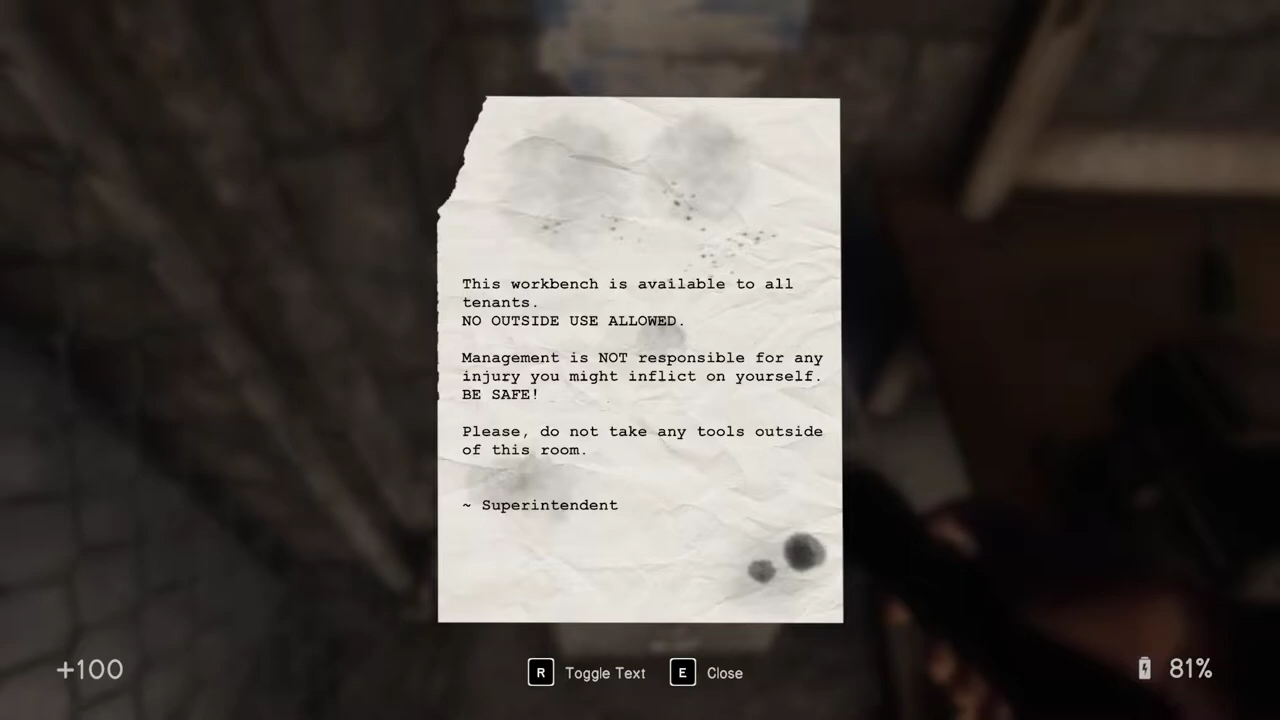 This workbench is available to all
tenants.
NO OUTSIDE USE ALLOWED.
Management is NOT responsible for any
injury you might inflict on yourself.
BE SAFE!
Please, do not take any tools outside
of this room.
~ Superintendent
+100
R Toggle Text E Close
81%